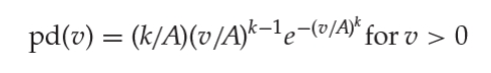 pd(v) = (k/A)(v/A)^{k−1}e^{−(v/A)^k} for v > 0